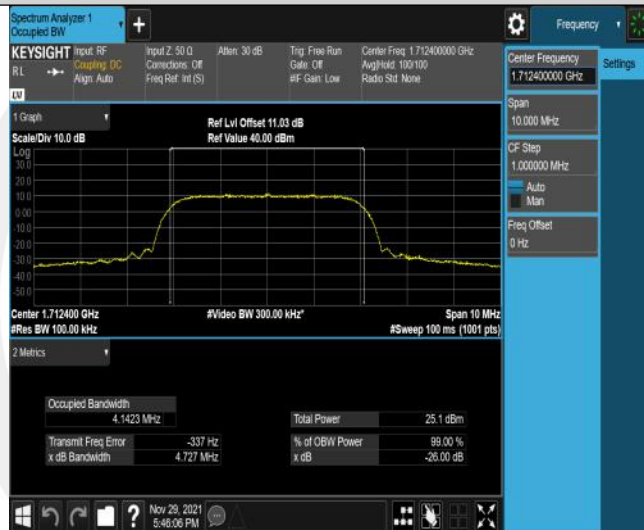 Spectrum Analyzer 1
Occupied BW
Frequency
KEYSIGHT
RL
LXI
Input: RF
Coupling: DC
Align: Auto
Input Z: 50 Ω
Corrections: Off
Freq Ref: Int (S)
Atten: 30 dB
Trig: Free Run
Gate: Off
#IF Gain: Low
Center Freq: 1.712400000 GHz
Avg|Hold: 100/100
Radio Std: None
Center Frequency
1.712400000 GHz
Settings
Span
10.000 MHz
CF Step
1.000000 MHz
Auto
Man
Freq Offset
0 Hz
1 Graph
Scale/Div 10.0 dB
Ref Lvl Offset 11.03 dB
Ref Value 40.00 dBm
Log
30.0
20.0
10.0
0.00
-10.0
-20.0
-30.0
-40.0
-50.0
Center 1.712400 GHz
#Video BW 300.00 kHz*
Span 10 MHz
#Res BW 100.00 kHz
#Sweep 100 ms (1001 pts)
2 Metrics
Occupied Bandwidth
4.1423 MHz
Total Power 25.1 dBm
Transmit Freq Error -337 Hz
% of OBW Power 99.00 %
x dB Bandwidth 4.727 MHz
x dB -26.00 dB
?
Nov 29, 2021
5:46:06 PM